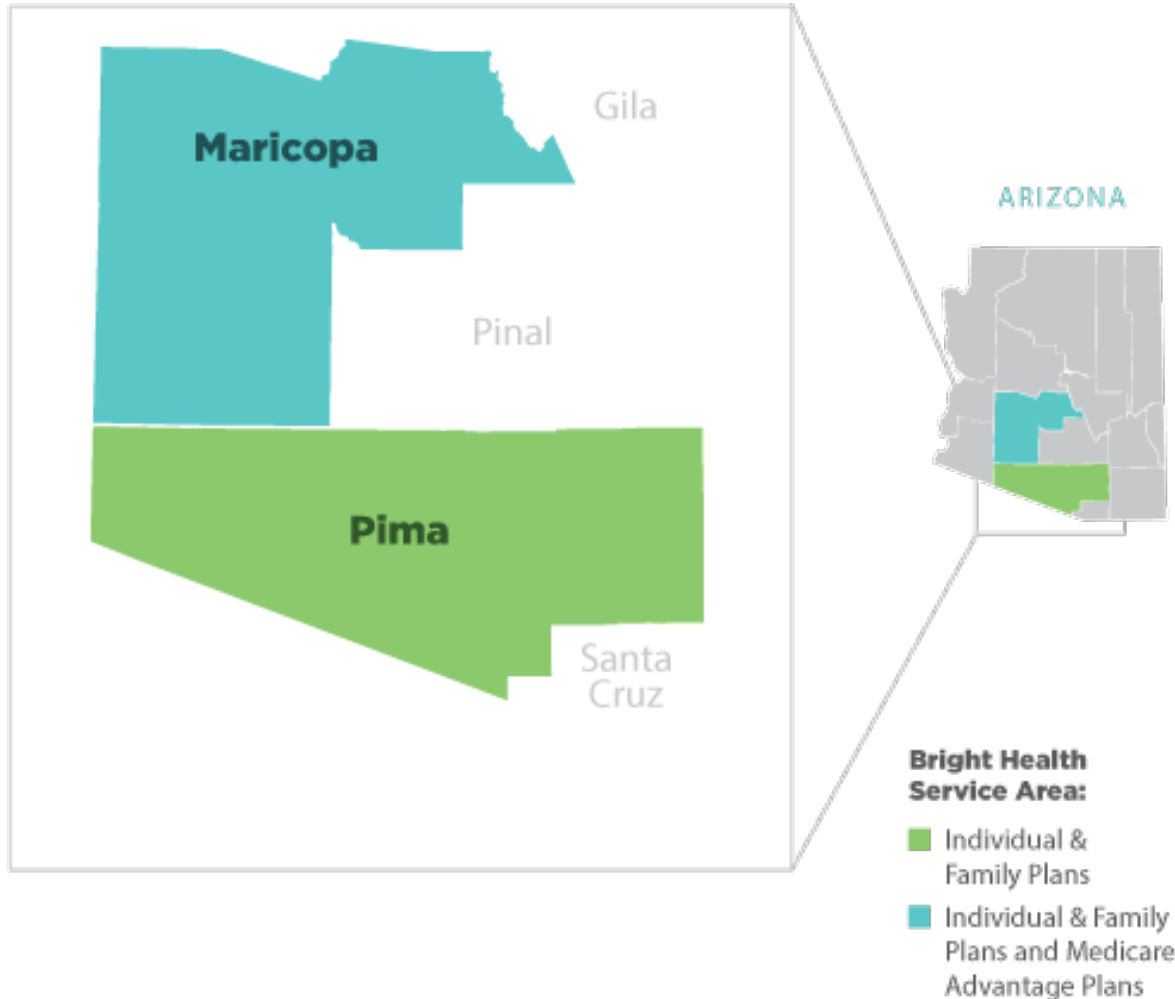 Gila
Maricopa
ARIZONA
Pinal
Pima
Santa
Cruz
Bright Health
Service Area:
Individual &
Family Plans
Individual & Family
Plans and Medicare
Advantage Plans